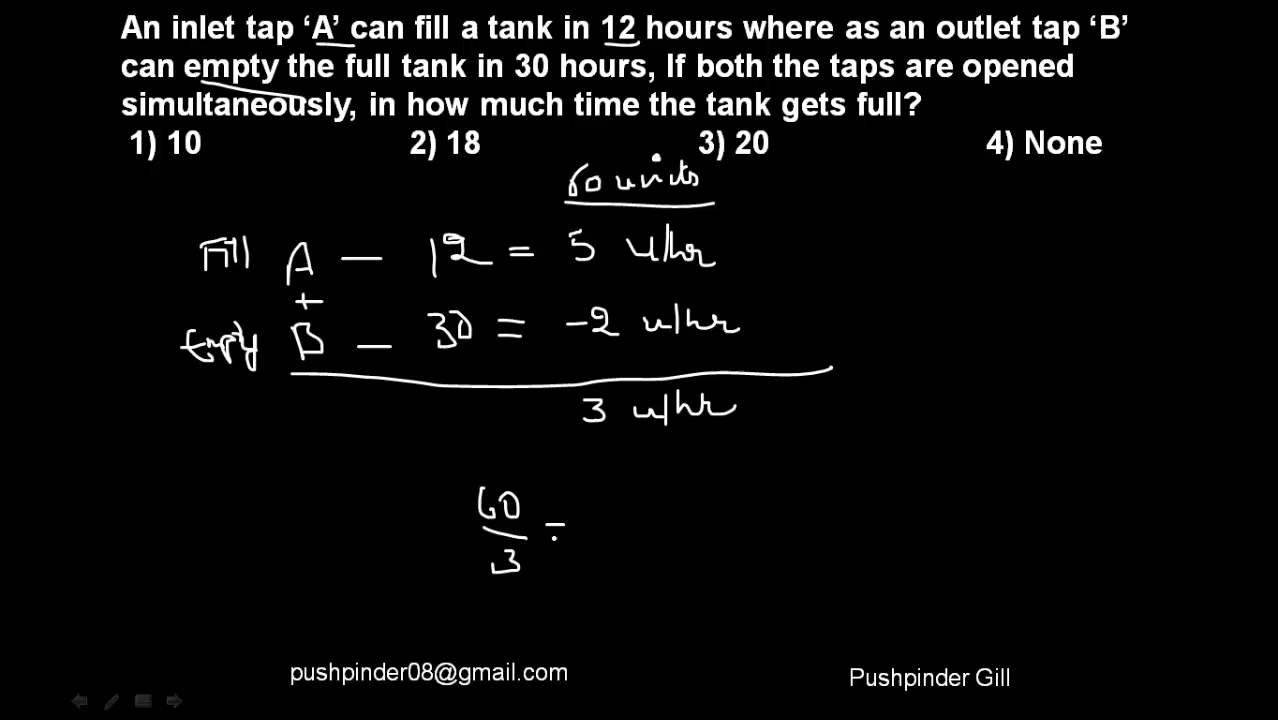 An inlet tap ‘A’ can fill a tank in 12 hours where as an outlet tap ‘B’
can empty the full tank in 30 hours, If both the taps are opened
simultaneously, in how much time the tank gets full?
1) 10 2) 18 3) 20 4) None
60 units
Fill A — 12 = 5 u/hr
+
Empty B — 30 = -2 u/hr
3 u/hr
60
3 =
pushpinder08@gmail.com Pushpinder Gill